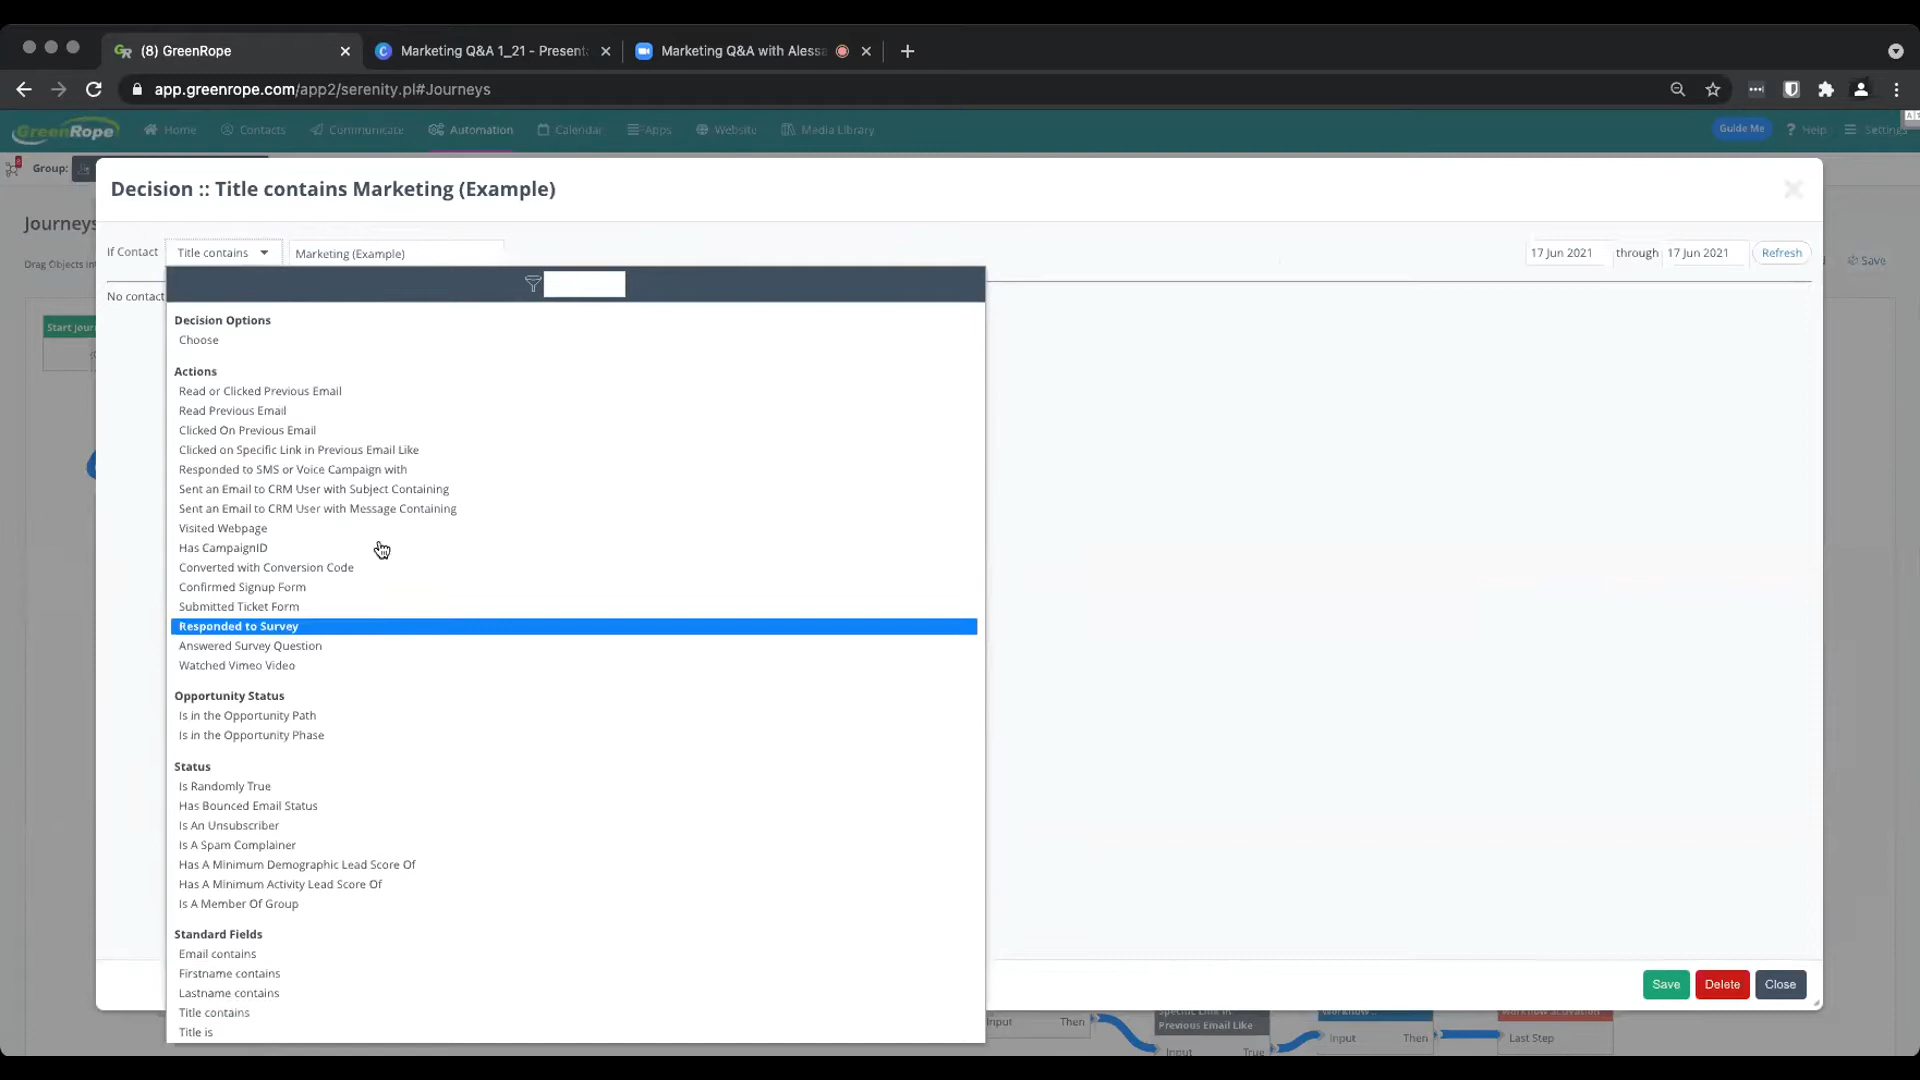 (8) GreenRope
Marketing Q&A 1_21 - Present
Marketing Q&A with Alessa
app.greenrope.com/app2/serenity.pl#Journeys
GreenRope
Home
Contacts
Communicate
Automation
Calendar
Apps
Website
Media Library
Guide Me
Help
Settings
Group:
Decision :: Title contains Marketing (Example)
Journeys
If Contact
Title contains
Marketing (Example)
17 Jun 2021
through
17 Jun 2021
Refresh
Drag Objects in
Save
No contact
Start Jour
Decision Options
Choose
Actions
Read or Clicked Previous Email
Read Previous Email
Clicked On Previous Email
Clicked on Specific Link in Previous Email Like
Responded to SMS or Voice Campaign with
Sent an Email to CRM User with Subject Containing
Sent an Email to CRM User with Message Containing
Visited Webpage
Has CampaignID
Converted with Conversion Code
Confirmed Signup Form
Submitted Ticket Form
Responded to Survey
Answered Survey Question
Watched Vimeo Video
Opportunity Status
Is in the Opportunity Path
Is in the Opportunity Phase
Status
Is Randomly True
Has Bounced Email Status
Is An Unsubscriber
Is A Spam Complainer
Has A Minimum Demographic Lead Score Of
Has A Minimum Activity Lead Score Of
Is A Member Of Group
Standard Fields
Email contains
Firstname contains
Lastname contains
Title contains
Title is
Save
Delete
Close
Input
Then
Specific Link in
Previous Email Like
Input
True
Workflow ::
Input
Then
Workflow activation
Last Step